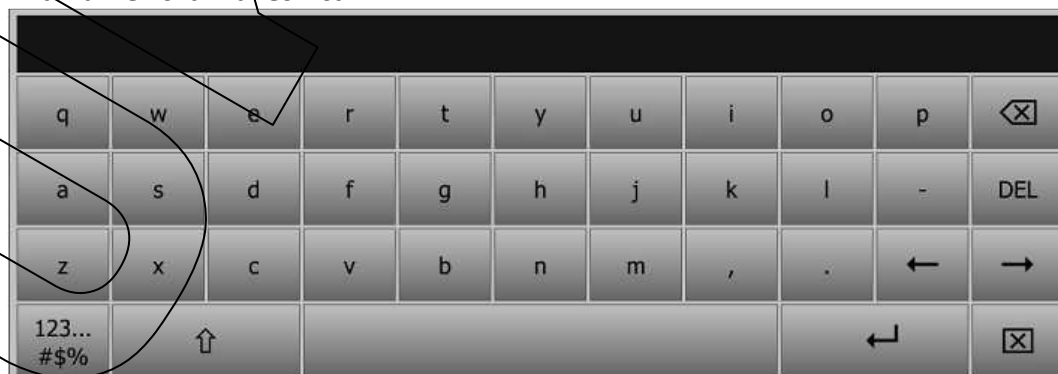 q w e r t y u i o p
a s d f g h j k l - DEL
z x c v b n m , . ← →
123...
#$%